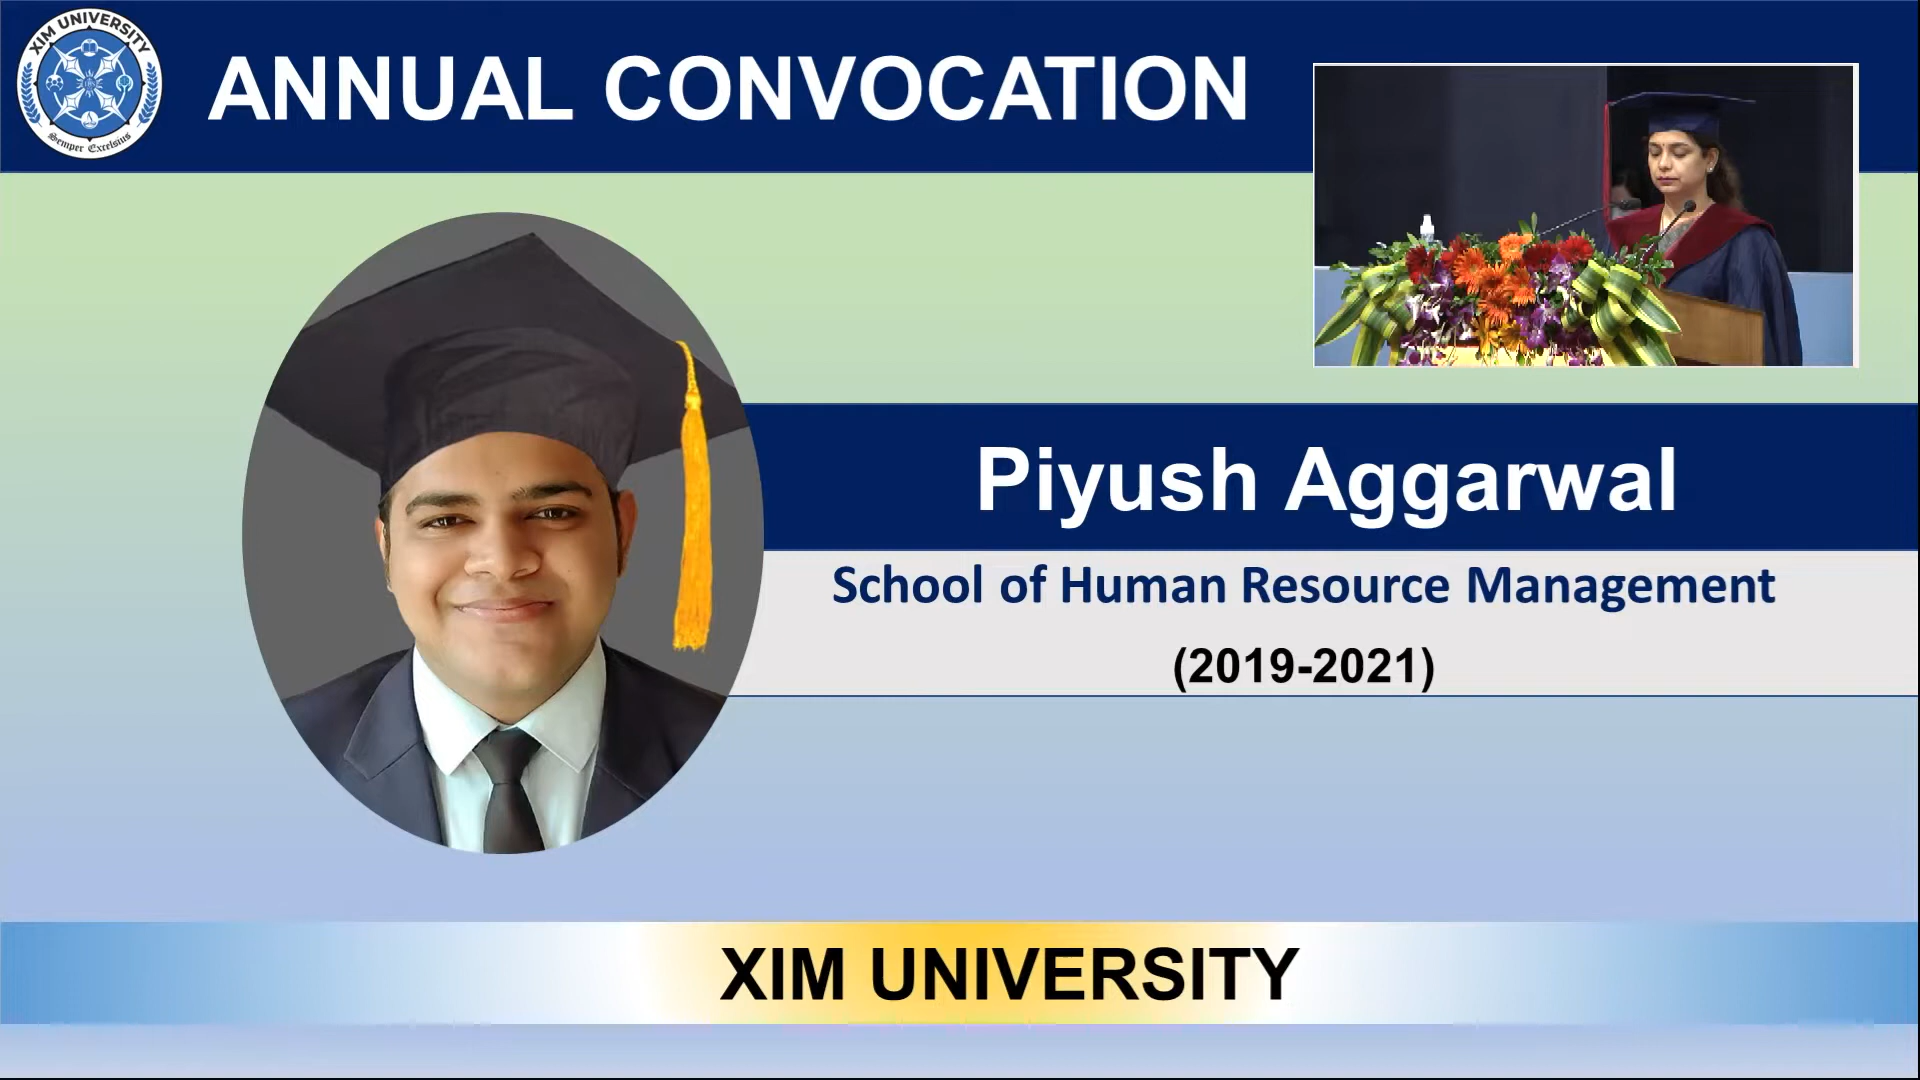 XIM UNIVERSITY
Semper Excelsius
ANNUAL CONVOCATION
Piyush Aggarwal
School of Human Resource Management
(2019-2021)
XIM UNIVERSITY